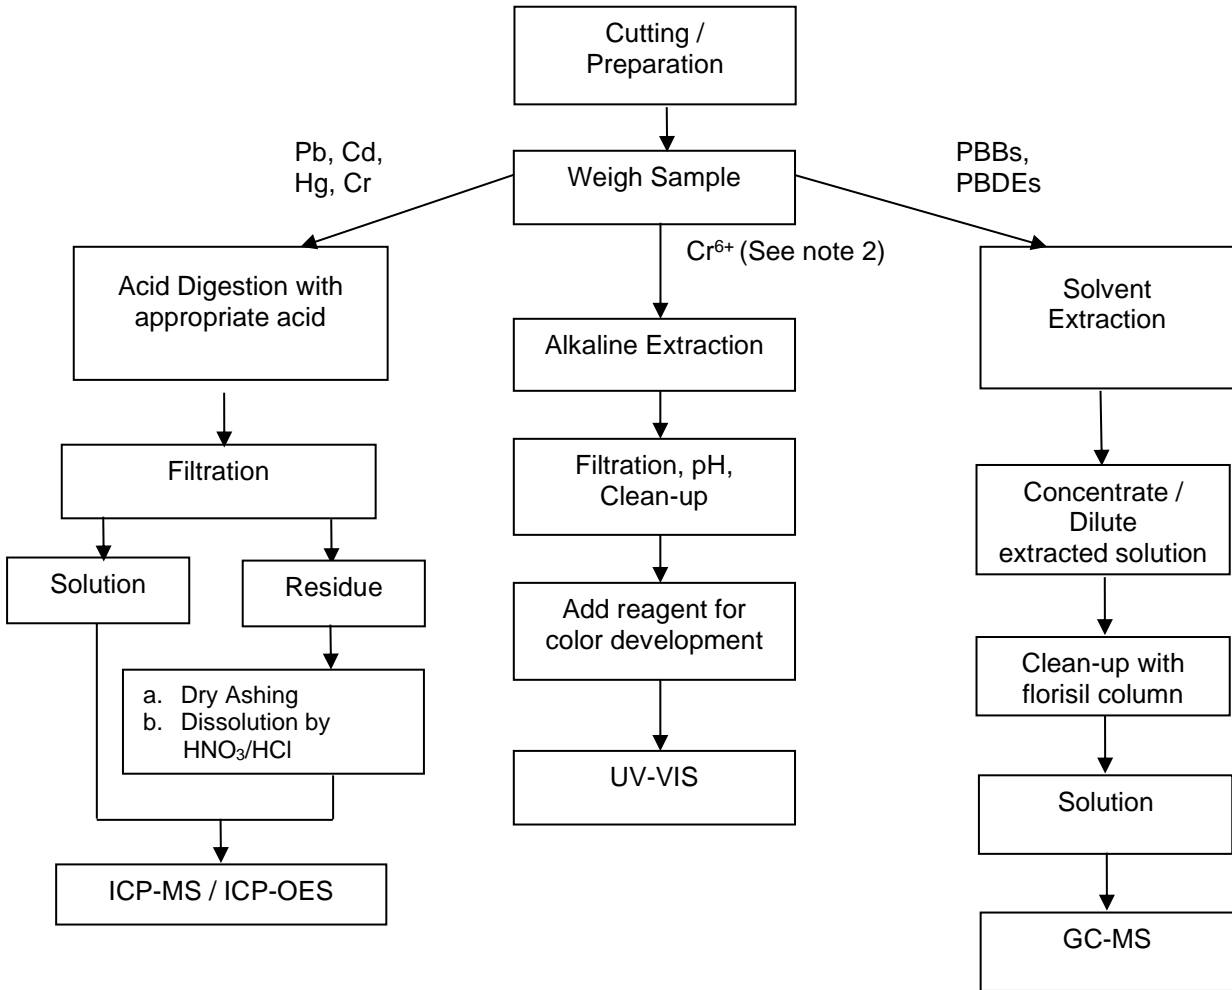 Cutting /
Preparation
Pb, Cd,
Hg, Cr
Weigh Sample
PBBs,
PBDEs
Cr⁶⁺ (See note 2)
Acid Digestion with
appropriate acid
Solvent
Extraction
Alkaline Extraction
Filtration
Filtration, pH,
Clean-up
Concentrate /
Dilute
extracted solution
Solution
Residue
Add reagent for
color development
Clean-up with
florisil column
a. Dry Ashing
b. Dissolution by
HNO₃/HCl
UV-VIS
Solution
ICP-MS / ICP-OES
GC-MS